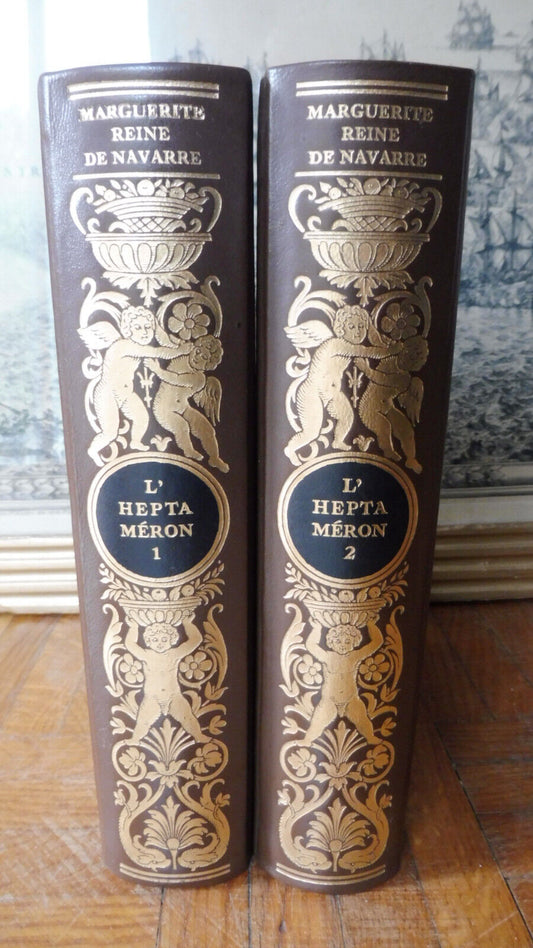 MARGUERITE
REINE
DE NAVARRE
L'
HEPTA
MÉRON
1
MARGUERITE
REINE
DE NAVARRE
L'
HEPTA
MÉRON
2